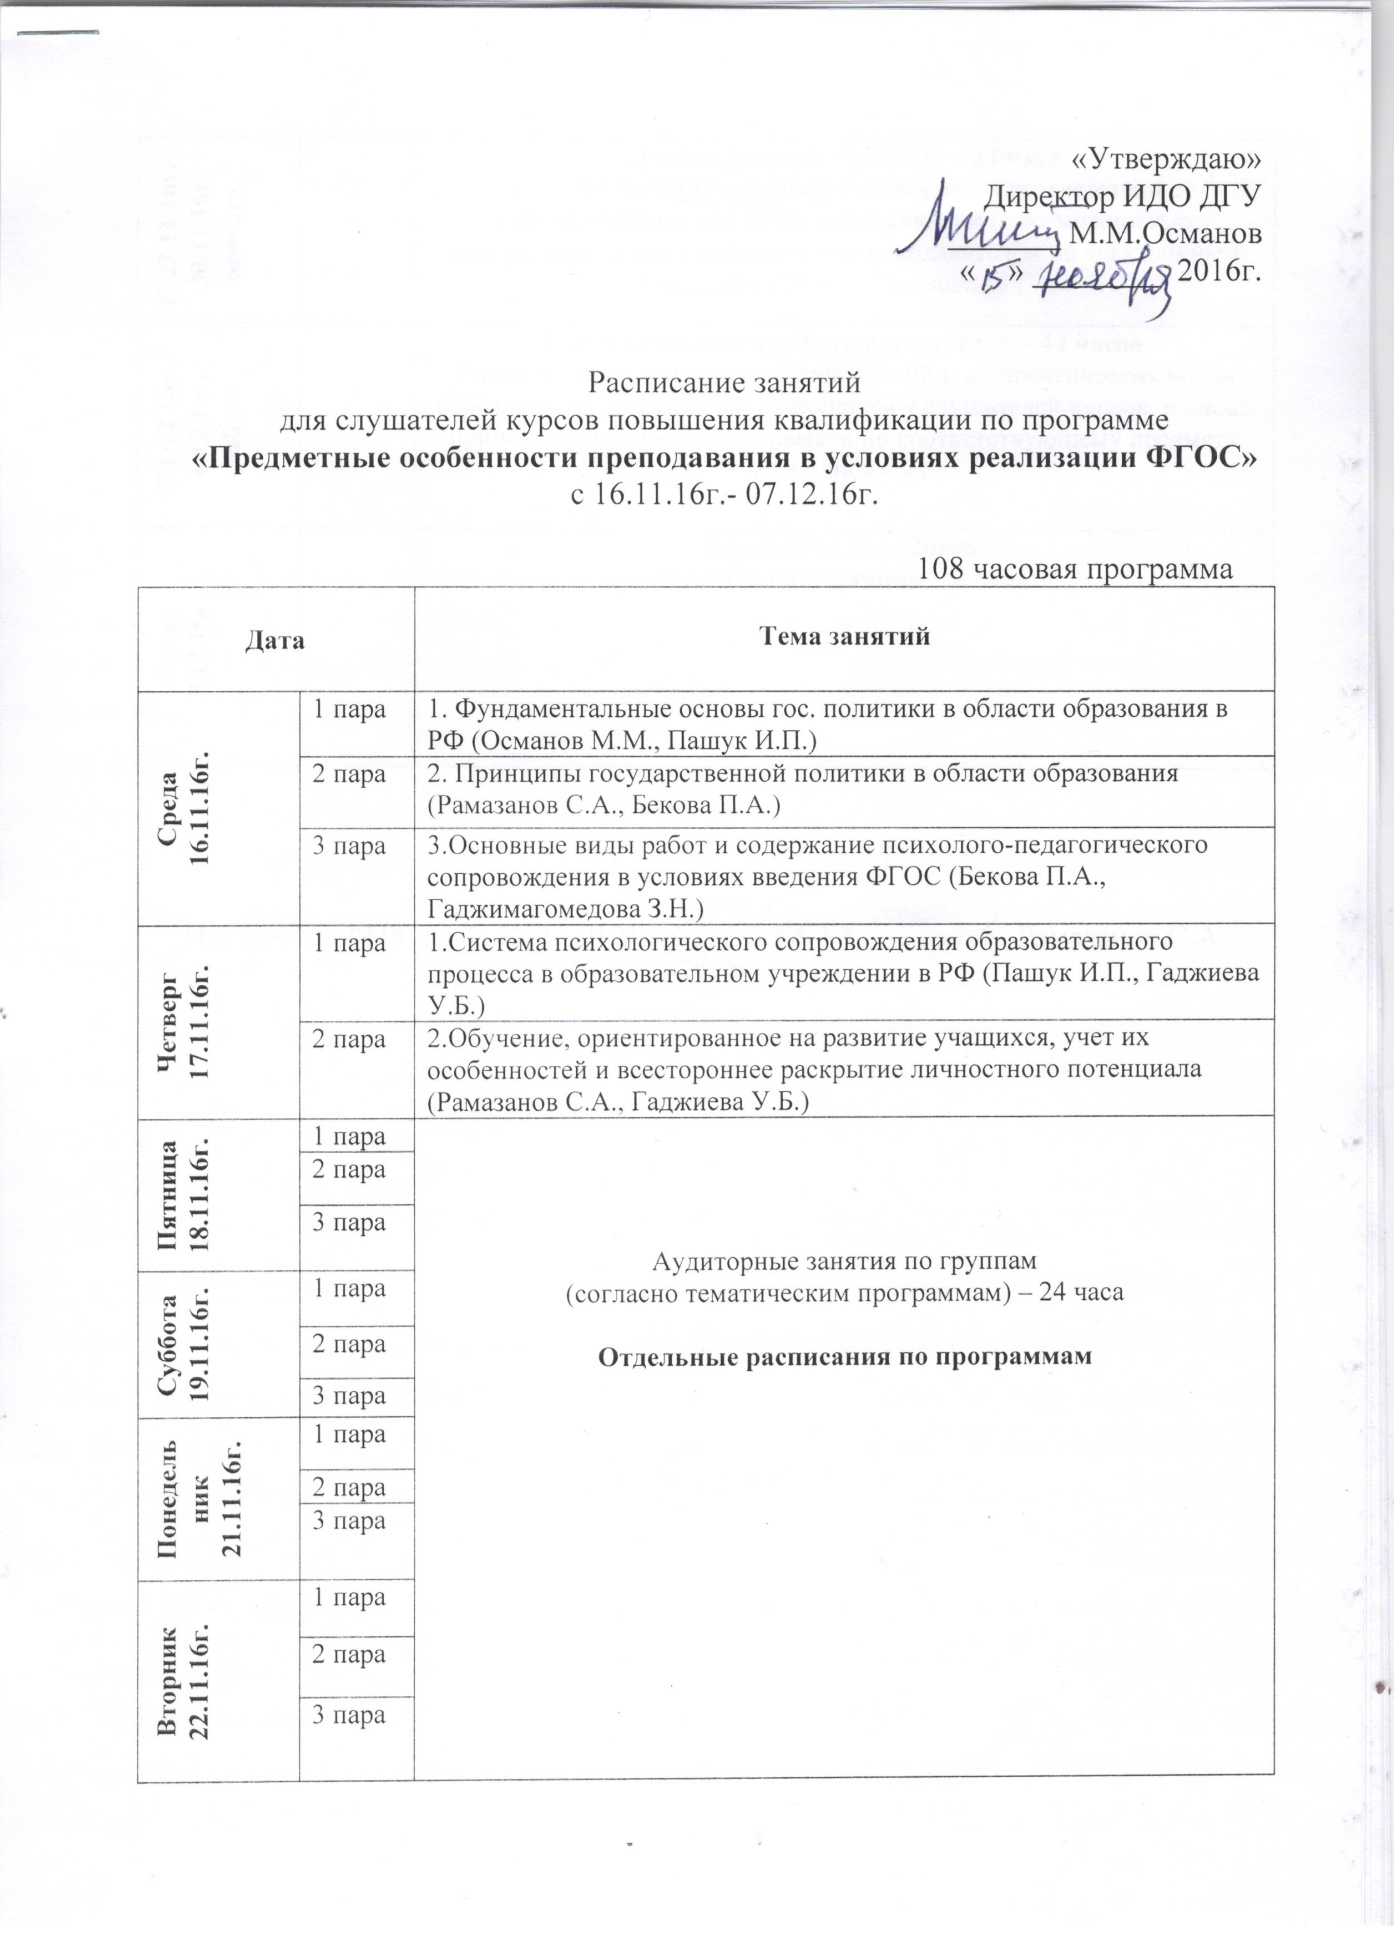 «Утверждаю»
Директор ИДО ДГУ
________ М.М.Османов
«15» ноября 2016г.
Расписание занятий
для слушателей курсов повышения квалификации по программе
«Предметные особенности преподавания в условиях реализации ФГОС»
с 16.11.16г.- 07.12.16г.
108 часовая программа
Дата
Тема занятий
Среда
16.11.16г.
1 пара
1. Фундаментальные основы гос. политики в области образования в
РФ (Османов М.М., Пашук И.П.)
2 пара
2. Принципы государственной политики в области образования
(Рамазанов С.А., Бекова П.А.)
3 пара
3.Основные виды работ и содержание психолого-педагогического
сопровождения в условиях введения ФГОС (Бекова П.А.,
Гаджимагомедова З.Н.)
Четверг
17.11.16г.
1 пара
1.Система психологического сопровождения образовательного
процесса в образовательном учреждении в РФ (Пашук И.П., Гаджиева
У.Б.)
2 пара
2.Обучение, ориентированное на развитие учащихся, учет их
особенностей и всестороннее раскрытие личностного потенциала
(Рамазанов С.А., Гаджиева У.Б.)
Пятница
18.11.16г.
1 пара
2 пара
3 пара
Суббота
19.11.16г.
1 пара
2 пара
3 пара
Понедель
ник
21.11.16г.
1 пара
2 пара
3 пара
Вторник
22.11.16г.
1 пара
2 пара
3 пара
Аудиторные занятия по группам
(согласно тематическим программам) – 24 часа
Отдельные расписания по программам